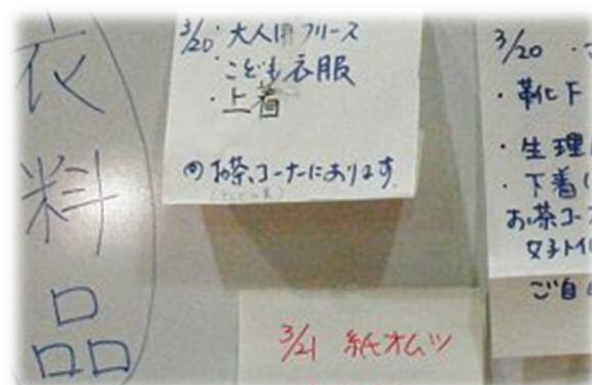 衣料品
3/20・大人用フリース
・こども衣服
・上着
お茶コーナーにあります
3/20・
・靴下
・生理
・下着
お茶コー
女子トイ
ご自
3/21 紙オムツ